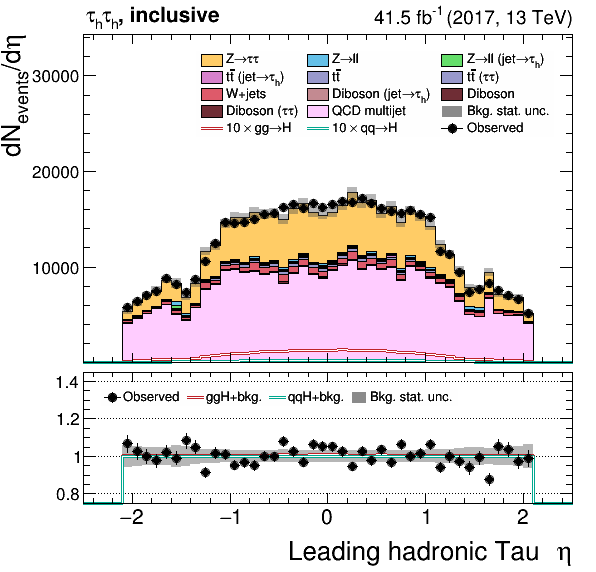 τhτh, inclusive 41.5 fb⁻¹ (2017, 13 TeV)
dNevents/dη
30000
20000
10000
Z→ττ Z→ll Z→ll (jet→τh)
tt̄ (jet→τh) tt̄ tt̄ (ττ)
W+jets Diboson (jet→τh) Diboson
Diboson (ττ) QCD multijet Bkg. stat. unc.
10 × gg→H 10 × qq→H Observed
1.4
1.2
1
0.8
Observed ggH+bkg. qqH+bkg. Bkg. stat. unc.
−2 −1 0 1 2
Leading hadronic Tau η